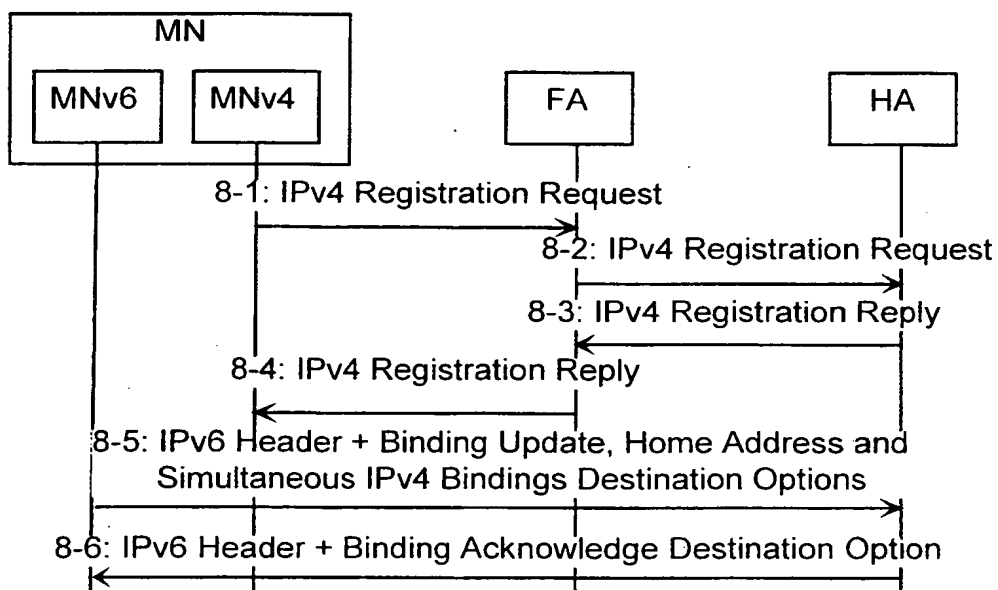 MN
MNv6
MNv4
FA
HA
8-1: IPv4 Registration Request
8-2: IPv4 Registration Request
8-3: IPv4 Registration Reply
8-4: IPv4 Registration Reply
8-5: IPv6 Header + Binding Update, Home Address and
Simultaneous IPv4 Bindings Destination Options
8-6: IPv6 Header + Binding Acknowledge Destination Option